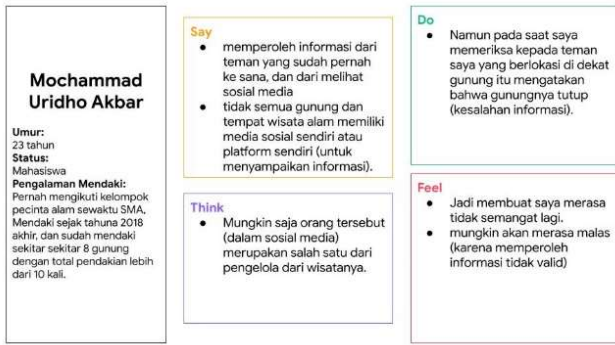 Mochammad
Uridho Akbar
Umur:
23 tahun
Status:
Mahasiswa
Pengalaman Mendaki:
Pernah mengikuti kelompok
pecinta alam sewaktu SMA,
Mendaki sejak tahuna 2018
akhir, dan sudah mendaki
sekitar sekitar 8 gunung
dengan total pendakian lebih
dari 10 kali.
Say
● memperoleh informasi dari
teman yang sudah pernah
ke sana, dan dari melihat
sosial media
● tidak semua gunung dan
tempat wisata alam memiliki
media sosial sendiri atau
platform sendiri (untuk
menyampaikan informasi).
Do
● Namun pada saat saya
memeriksa kepada teman
saya yang berlokasi di dekat
gunung itu mengatakan
bahwa gunungnya tutup
(kesalahan informasi).
Think
● Mungkin saja orang tersebut
(dalam sosial media)
merupakan salah satu dari
pengelola dari wisatanya.
Feel
● Jadi membuat saya merasa
tidak semangat lagi.
● mungkin akan merasa malas
(karena memperoleh
informasi tidak valid)